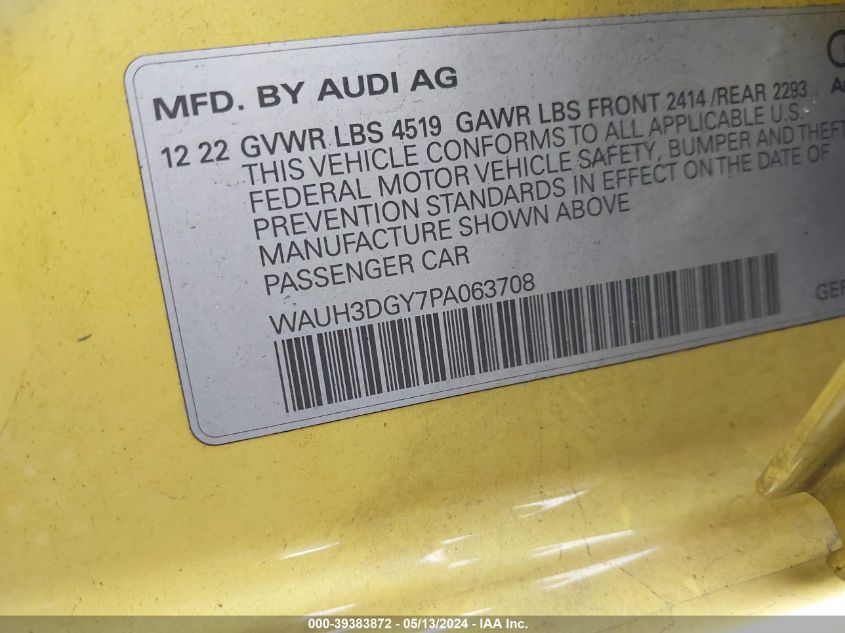 MFD. BY AUDI AG
12 22 GVWR LBS 4519 GAWR LBS FRONT 2414 /REAR 2293
THIS VEHICLE CONFORMS TO ALL APPLICABLE U.S.
FEDERAL MOTOR VEHICLE SAFETY, BUMPER AND THEFT
PREVENTION STANDARDS IN EFFECT ON THE DATE OF
MANUFACTURE SHOWN ABOVE
PASSENGER CAR
WAUH3DGY7PA063708
000-39383872 - 05/13/2024 - IAA Inc.